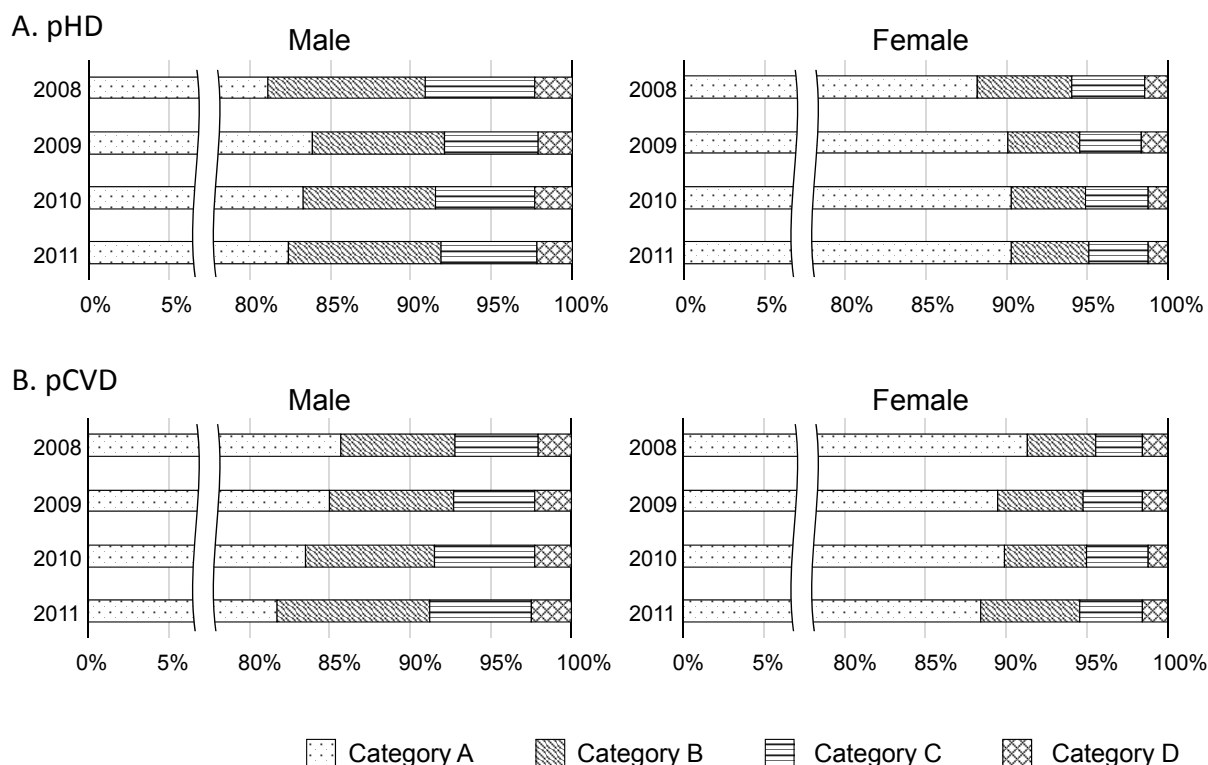 A. pHD
Male Female
2008 2008
2009 2009
2010 2010
2011 2011
0% 5% 80% 85% 90% 95% 100% 0% 5% 80% 85% 90% 95% 100%
B. pCVD
Male Female
2008 2008
2009 2009
2010 2010
2011 2011
0% 5% 80% 85% 90% 95% 100% 0% 5% 80% 85% 90% 95% 100%
Category A Category B Category C Category D